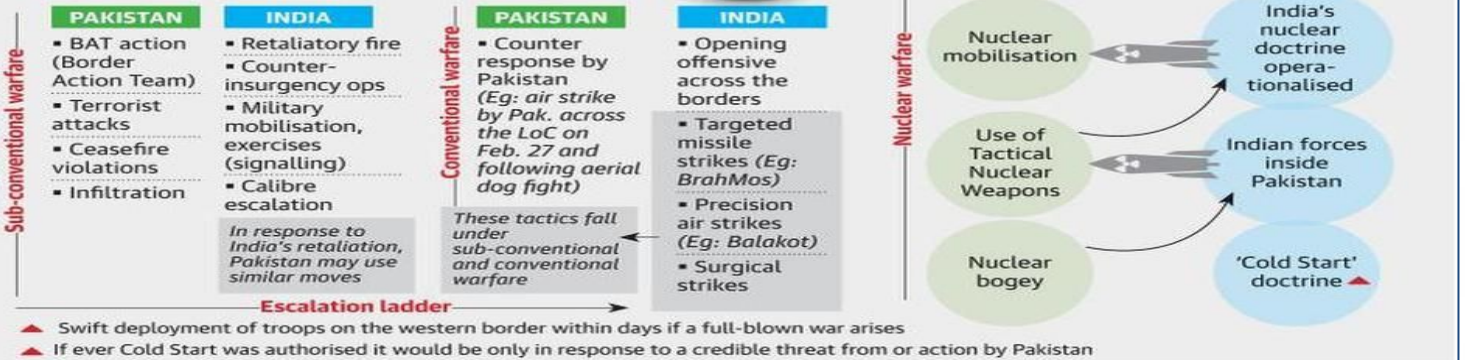 Sub-conventional warfare
PAKISTAN
▪ BAT action
(Border
Action Team)
▪ Terrorist
attacks
▪ Ceasefire
violations
▪ Infiltration
INDIA
▪ Retaliatory fire
▪ Counter-
insurgency ops
▪ Military
mobilisation,
exercises
(signalling)
▪ Calibre
escalation
In response to
India's retaliation,
Pakistan may use
similar moves
Conventional warfare
PAKISTAN
▪ Counter
response by
Pakistan
(Eg: air strike
by Pak. across
the LoC on
Feb. 27 and
following aerial
dog fight)
These tactics fall
under
sub-conventional
and conventional
warfare
INDIA
▪ Opening
offensive
across the
borders
▪ Targeted
missile
strikes (Eg:
BrahMos)
▪ Precision
air strikes
(Eg: Balakot)
▪ Surgical
strikes
Escalation ladder
Nuclear warfare
Nuclear
mobilisation
India's
nuclear
doctrine
opera-
tionalised
Use of
Tactical
Nuclear
Weapons
Indian forces
inside
Pakistan
Nuclear
bogey
'Cold Start'
doctrine ▲
▲ Swift deployment of troops on the western border within days if a full-blown war arises
▲ If ever Cold Start was authorised it would be only in response to a credible threat from or action by Pakistan